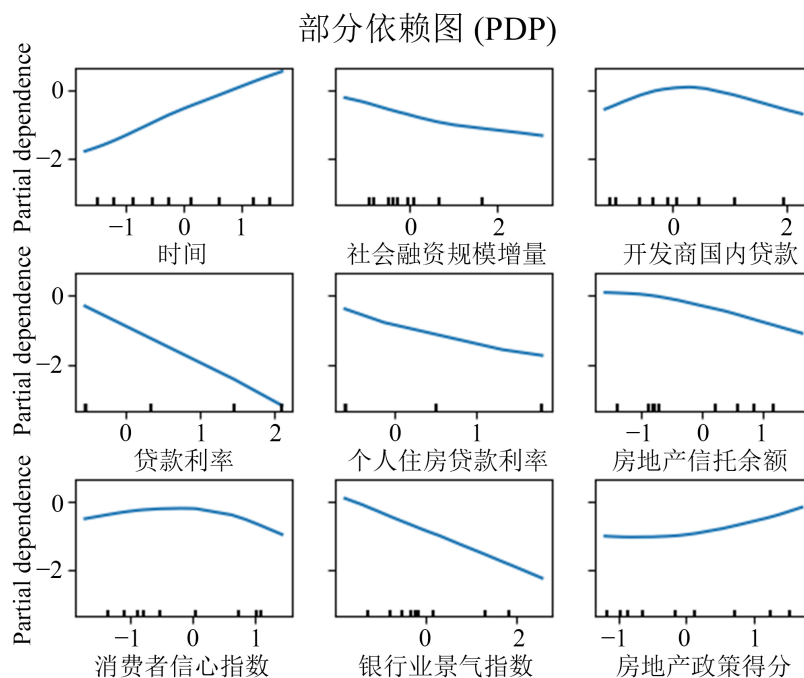 部分依赖图 (PDP)
Partial dependence
0
−2
−1 0 1
时间
0 2
社会融资规模增量
0 2
开发商国内贷款
Partial dependence
0
−2
0 1 2
贷款利率
0 1
个人住房贷款利率
−1 0 1
房地产信托余额
Partial dependence
0
−2
−1 0 1
消费者信心指数
0 2
银行业景气指数
−1 0 1
房地产政策得分